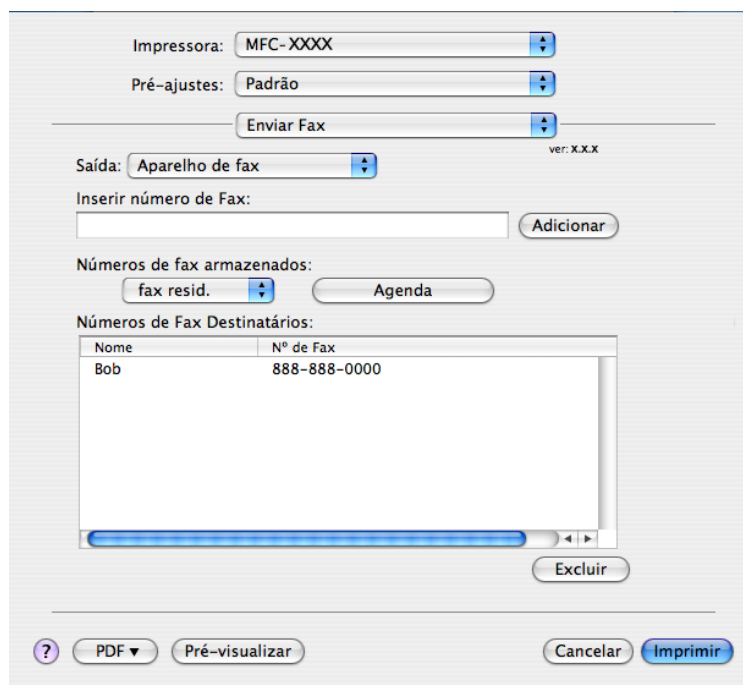 Impressora: MFC-XXXX
Pré-ajustes: Padrão
Enviar Fax
ver: X.X.X
Saída: Aparelho de fax
Inserir número de Fax:
Adicionar
Números de fax armazenados:
fax resid. Agenda
Números de Fax Destinatários:
Nome Nº de Fax
Bob 888-888-0000
Excluir
? PDF▼ Pré-visualizar Cancelar Imprimir